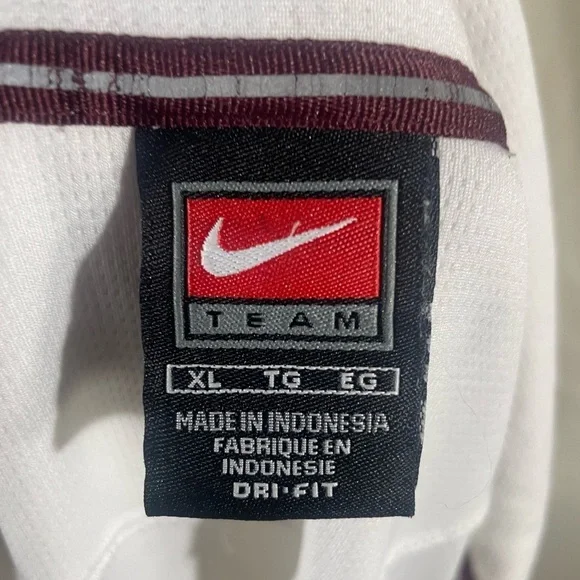 TEAM
XL TG EG
MADE IN INDONESIA
FABRIQUE EN
INDONESIE
DRI-FIT